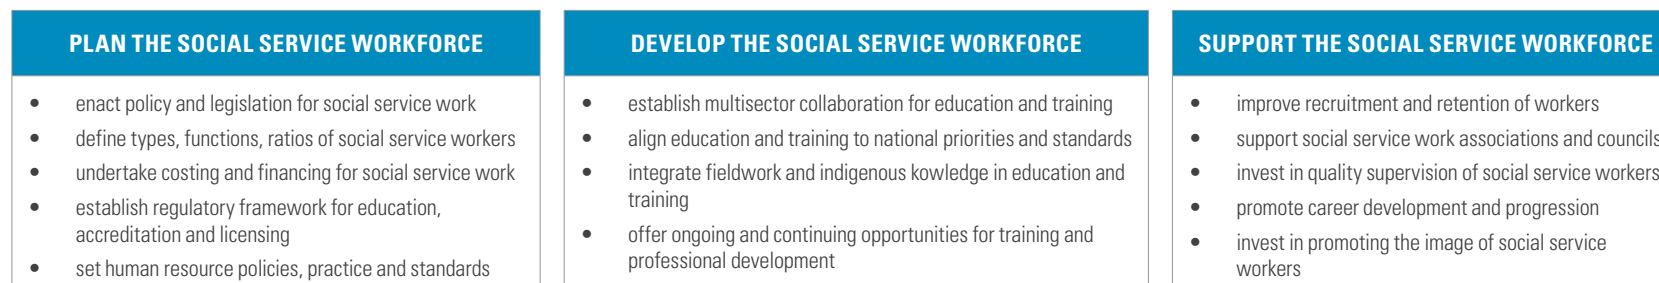 PLAN THE SOCIAL SERVICE WORKFORCE
• enact policy and legislation for social service work
• define types, functions, ratios of social service workers
• undertake costing and financing for social service work
• establish regulatory framework for education,
accreditation and licensing
• set human resource policies, practice and standards
DEVELOP THE SOCIAL SERVICE WORKFORCE
• establish multisector collaboration for education and training
• align education and training to national priorities and standards
• integrate fieldwork and indigenous kowledge in education and
training
• offer ongoing and continuing opportunities for training and
professional development
SUPPORT THE SOCIAL SERVICE WORKFORCE
• improve recruitment and retention of workers
• support social service work associations and councils
• invest in quality supervision of social service workers
• promote career development and progression
• invest in promoting the image of social service
workers